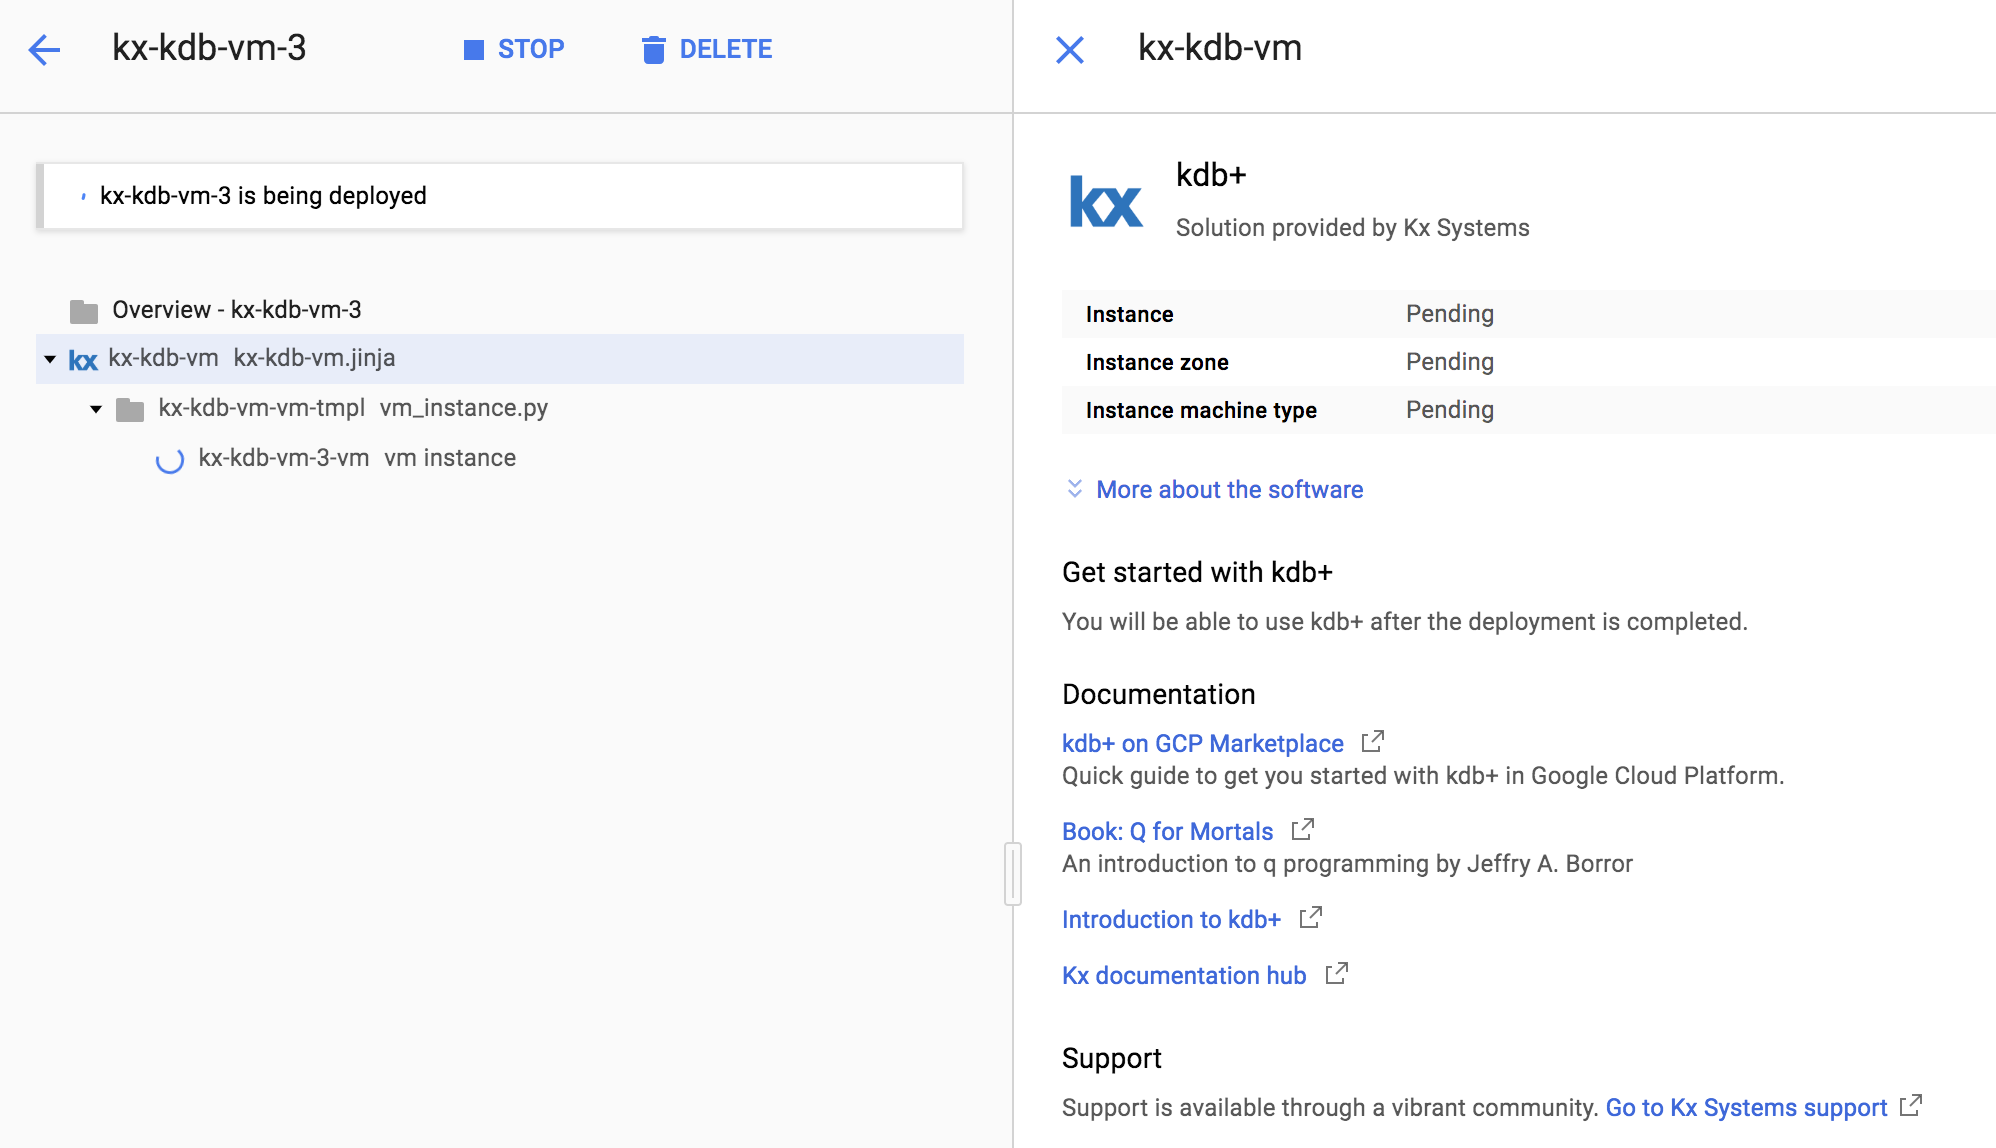 kx-kdb-vm-3
STOP
DELETE
kx-kdb-vm-3 is being deployed
Overview - kx-kdb-vm-3
kx kx-kdb-vm kx-kdb-vm.jinja
kx-kdb-vm-vm-tmpl vm_instance.py
kx-kdb-vm-3-vm vm instance
kx-kdb-vm
kx
kdb+
Solution provided by Kx Systems
Instance Pending
Instance zone Pending
Instance machine type Pending
More about the software
Get started with kdb+
You will be able to use kdb+ after the deployment is completed.
Documentation
kdb+ on GCP Marketplace
Quick guide to get you started with kdb+ in Google Cloud Platform.
Book: Q for Mortals
An introduction to q programming by Jeffry A. Borror
Introduction to kdb+
Kx documentation hub
Support
Support is available through a vibrant community. Go to Kx Systems support